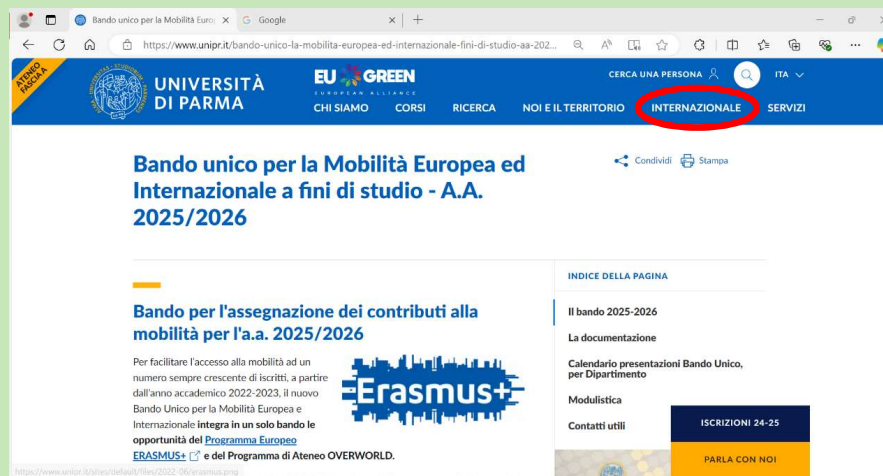 Bando unico per la Mobilità Euro
Google
https://www.unipr.it/bando-unico-la-mobilita-europea-ed-internazionale-fini-di-studio-aa-202...
ATENEO
FASCIA A
UNIVERSITÀ
DI PARMA
EU GREEN
EUROPEAN ALLIANCE
CERCA UNA PERSONA
ITA
CHI SIAMO CORSI RICERCA NOI E IL TERRITORIO INTERNAZIONALE SERVIZI
Bando unico per la Mobilità Europea ed
Internazionale a fini di studio - A.A.
2025/2026
Condividi Stampa
Bando per l'assegnazione dei contributi alla
mobilità per l'a.a. 2025/2026
Per facilitare l'accesso alla mobilità ad un
numero sempre crescente di iscritti, a partire
dall'anno accademico 2022-2023, il nuovo
Bando Unico per la Mobilità Europea e
Internazionale integra in un solo bando le
opportunità del Programma Europeo
ERASMUS+ e del Programma di Ateneo OVERWORLD.
Erasmus+
INDICE DELLA PAGINA
Il bando 2025-2026
La documentazione
Calendario presentazioni Bando Unico,
per Dipartimento
Modulistica
Contatti utili
ISCRIZIONI 24-25
PARLA CON NOI
https://www.unipr.it/sites/default/files/2022-06/erasmus.png